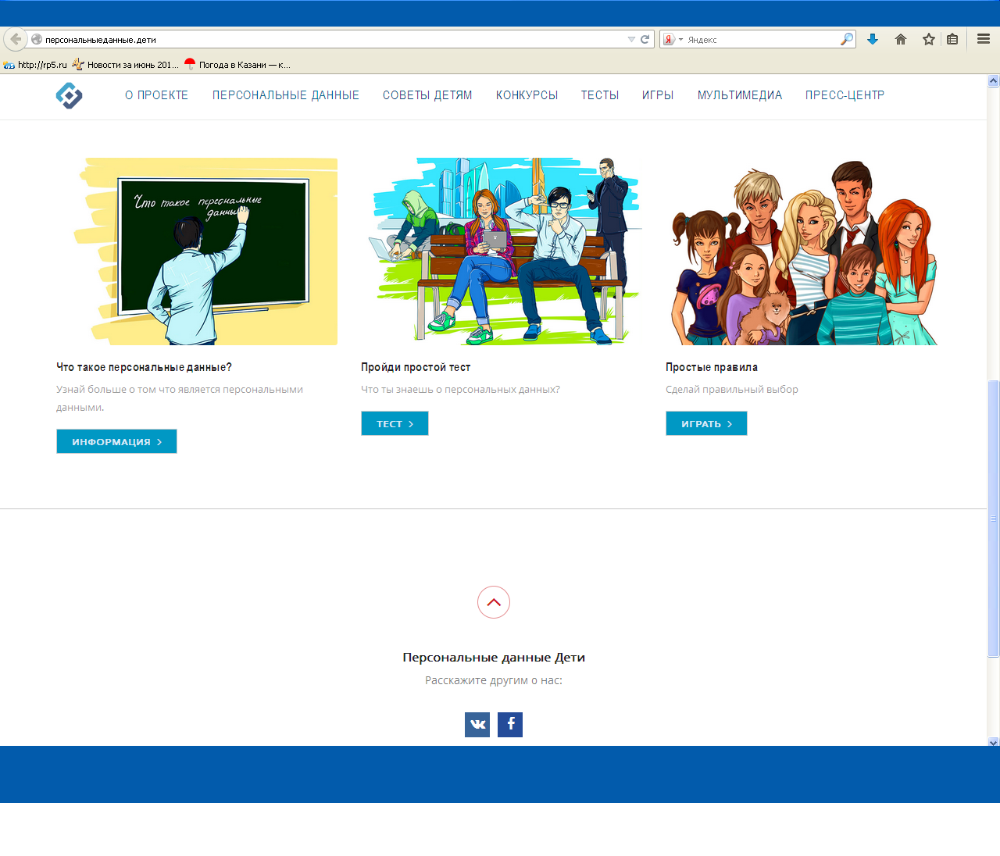 персональныеданные.дети
Яндекс
http://rp5.ru Новости за июнь 201... Погода в Казани — к...
О ПРОЕКТЕ ПЕРСОНАЛЬНЫЕ ДАННЫЕ СОВЕТЫ ДЕТЯМ КОНКУРСЫ ТЕСТЫ ИГРЫ МУЛЬТИМЕДИА ПРЕСС-ЦЕНТР
Что такое персональные
данные
Что такое персональные данные?
Узнай больше о том что является персональными
данными.
ИНФОРМАЦИЯ
Пройди простой тест
Что ты знаешь о персональных данных?
ТЕСТ
Простые правила
Сделай правильный выбор
ИГРАТЬ
Персональные данные Дети
Расскажите другим о нас: